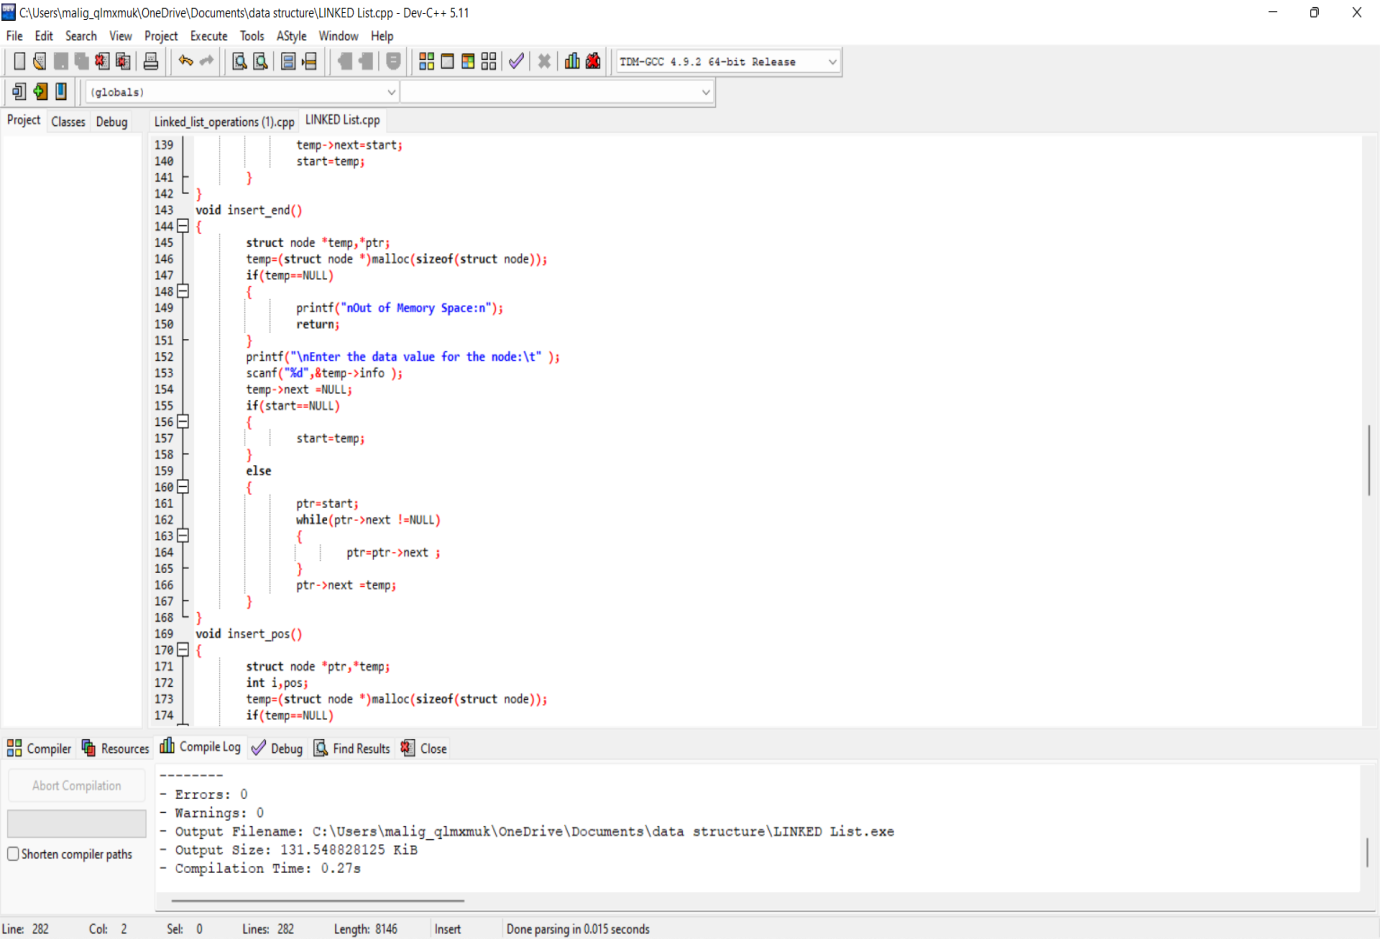 C:\Users\malig_qlmxmuk\OneDrive\Documents\data structure\LINKED List.cpp - Dev-C++ 5.11
File Edit Search View Project Execute Tools AStyle Window Help
TDM-GCC 4.9.2 64-bit Release
(globals)
Project Classes Debug Linked_list_operations (1).cpp LINKED List.cpp
139 temp->next=start;
140 start=temp;
141 }
142 }
143 void insert_end()
144 {
145 struct node *temp,*ptr;
146 temp=(struct node *)malloc(sizeof(struct node));
147 if(temp==NULL)
148 {
149 printf("nOut of Memory Space:n");
150 return;
151 }
152 printf("\nEnter the data value for the node:\t" );
153 scanf("%d",&temp->info );
154 temp->next =NULL;
155 if(start==NULL)
156 {
157 start=temp;
158 }
159 else
160 {
161 ptr=start;
162 while(ptr->next !=NULL)
163 {
164 ptr=ptr->next ;
165 }
166 ptr->next =temp;
167 }
168 }
169 void insert_pos()
170 {
171 struct node *ptr,*temp;
172 int i,pos;
173 temp=(struct node *)malloc(sizeof(struct node));
174 if(temp==NULL)
Compiler Resources Compile Log Debug Find Results Close
Abort Compilation
Shorten compiler paths
--------
- Errors: 0
- Warnings: 0
- Output Filename: C:\Users\malig_qlmxmuk\OneDrive\Documents\data structure\LINKED List.exe
- Output Size: 131.548828125 KiB
- Compilation Time: 0.27s
Line: 282 Col: 2 Sel: 0 Lines: 282 Length: 8146 Insert Done parsing in 0.015 seconds